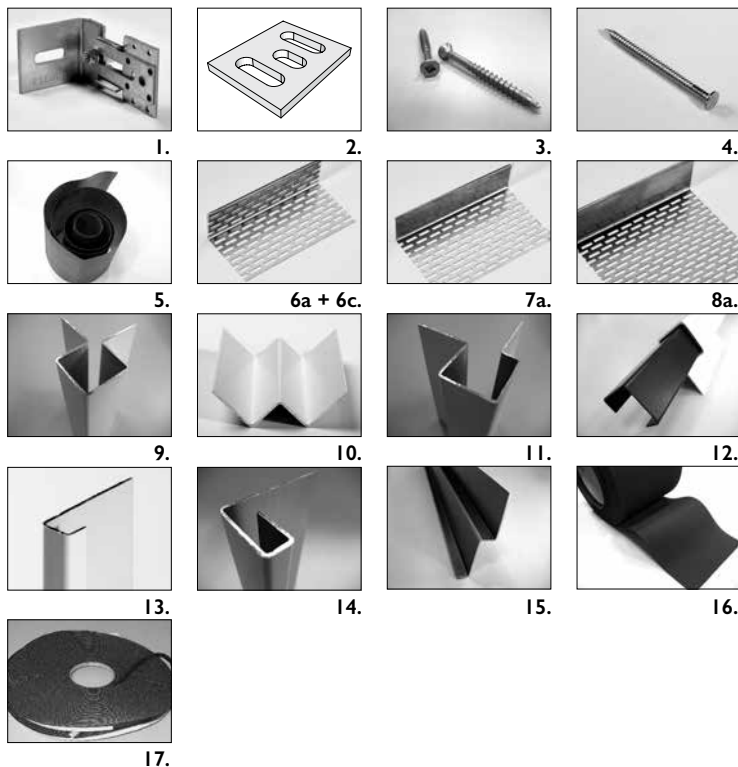 1. 2. 3. 4.
5. 6a + 6c. 7a. 8a.
9. 10. 11. 12.
13. 14. 15. 16.
17.